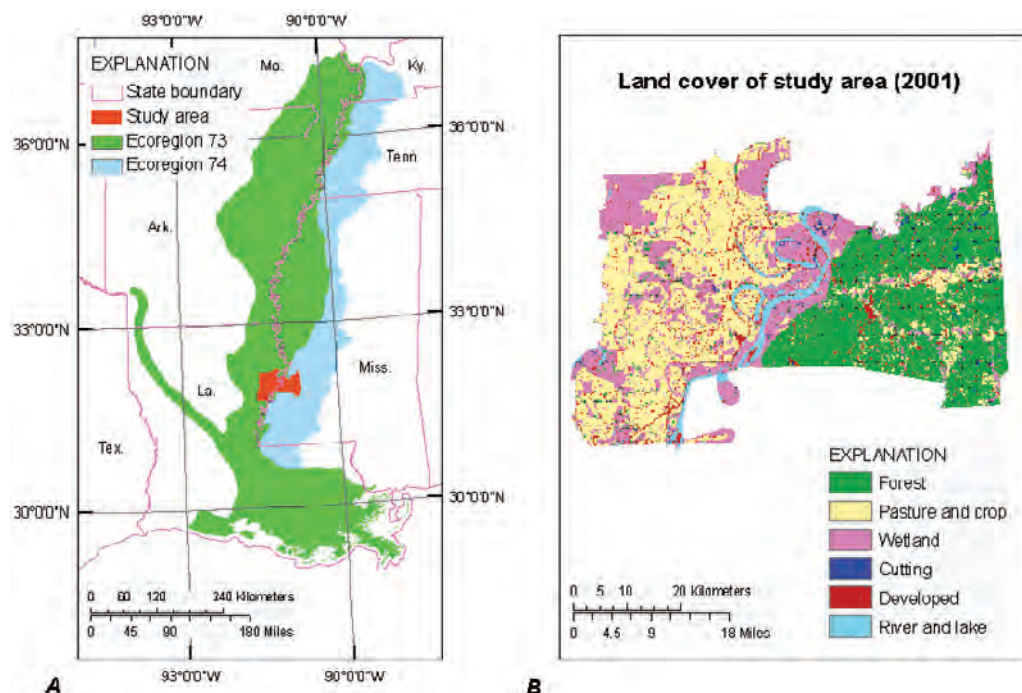 93°0'0"W 90°0'0"W
EXPLANATION
State boundary
Study area
Ecoregion 73
Ecoregion 74
Mo.
Ky.
36°0'0"N
36°0'0"N
Tenn
Ark.
33°0'0"N
33°0'0"N
Miss.
La.
Tex.
30°0'0"N
30°0'0"N
0 60 120 240 Kilometers
0 45 90 180 Miles
93°0'0"W 90°0'0"W
A
Land cover of study area (2001)
EXPLANATION
Forest
Pasture and crop
Wetland
Cutting
Developed
River and lake
0 5 10 20 Kilometers
0 4.5 9 18 Miles
B